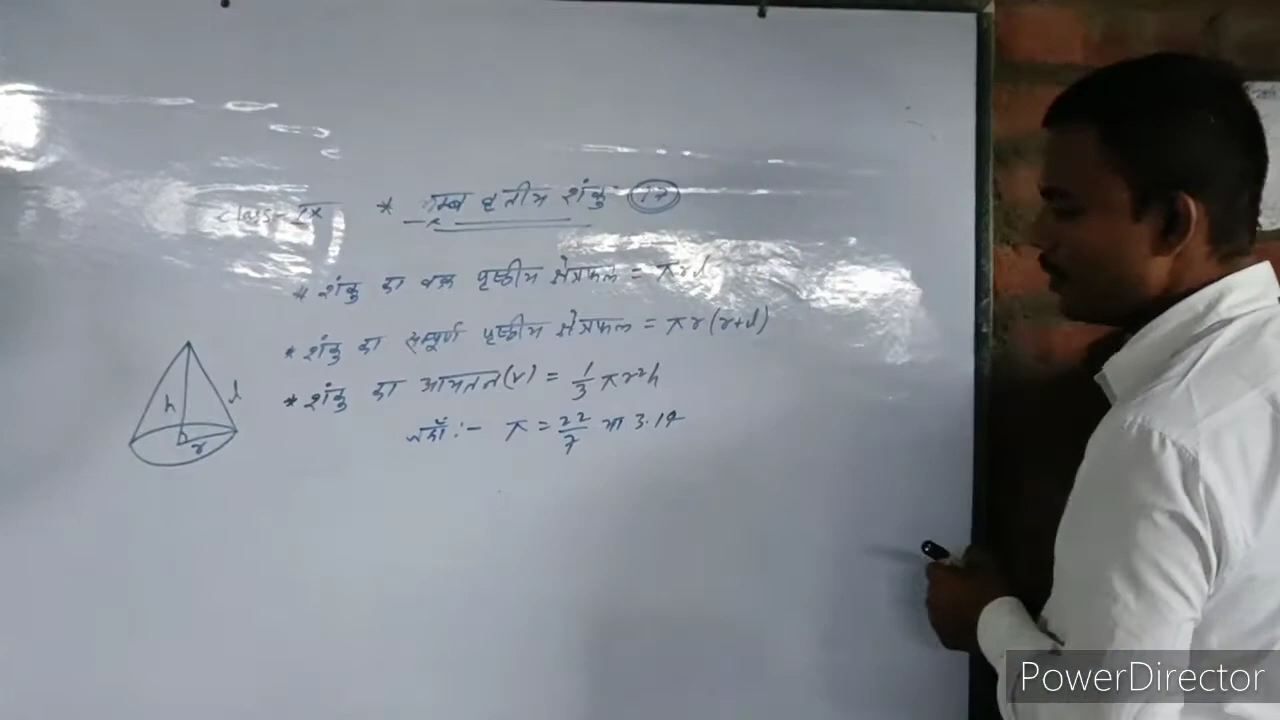 class-IX * लम्ब वृतीय शंकु
* शंकु का वक्र पृष्ठीय क्षेत्रफल = πrl
* शंकु का सम्पूर्ण पृष्ठीय क्षेत्रफल = πr(r+l)
* शंकु का आयतन(v) = 1/3 πr²h
जहाँ :- π = 22/7 या 3.14
h
l
r
PowerDirector